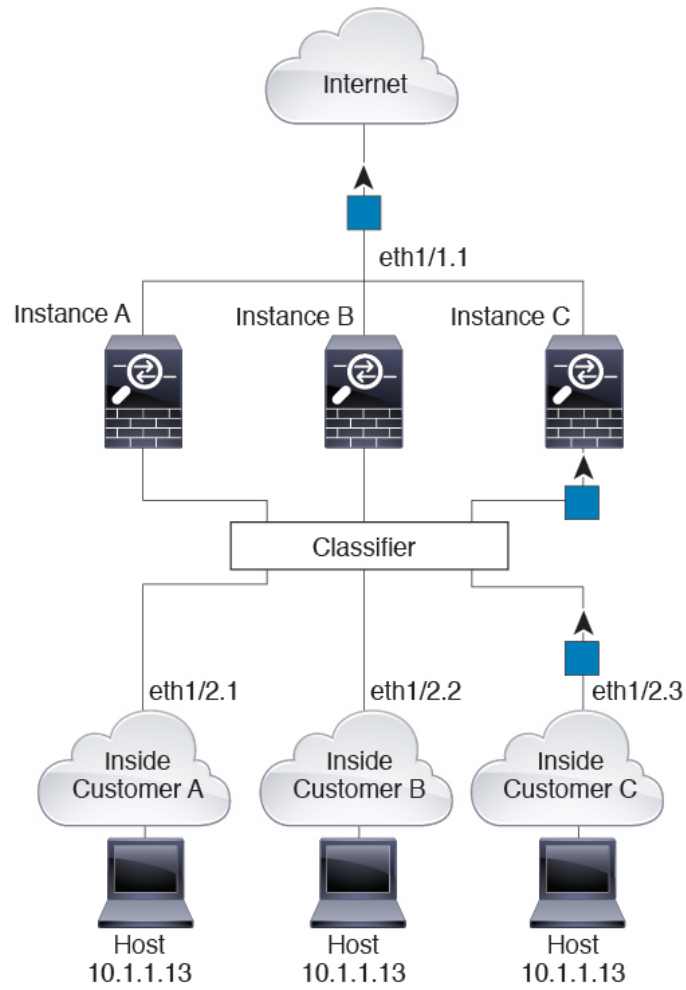 Internet
eth1/1.1
Instance A
Instance B
Instance C
Classifier
eth1/2.1
eth1/2.2
eth1/2.3
Inside
Customer A
Inside
Customer B
Inside
Customer C
Host
10.1.1.13
Host
10.1.1.13
Host
10.1.1.13